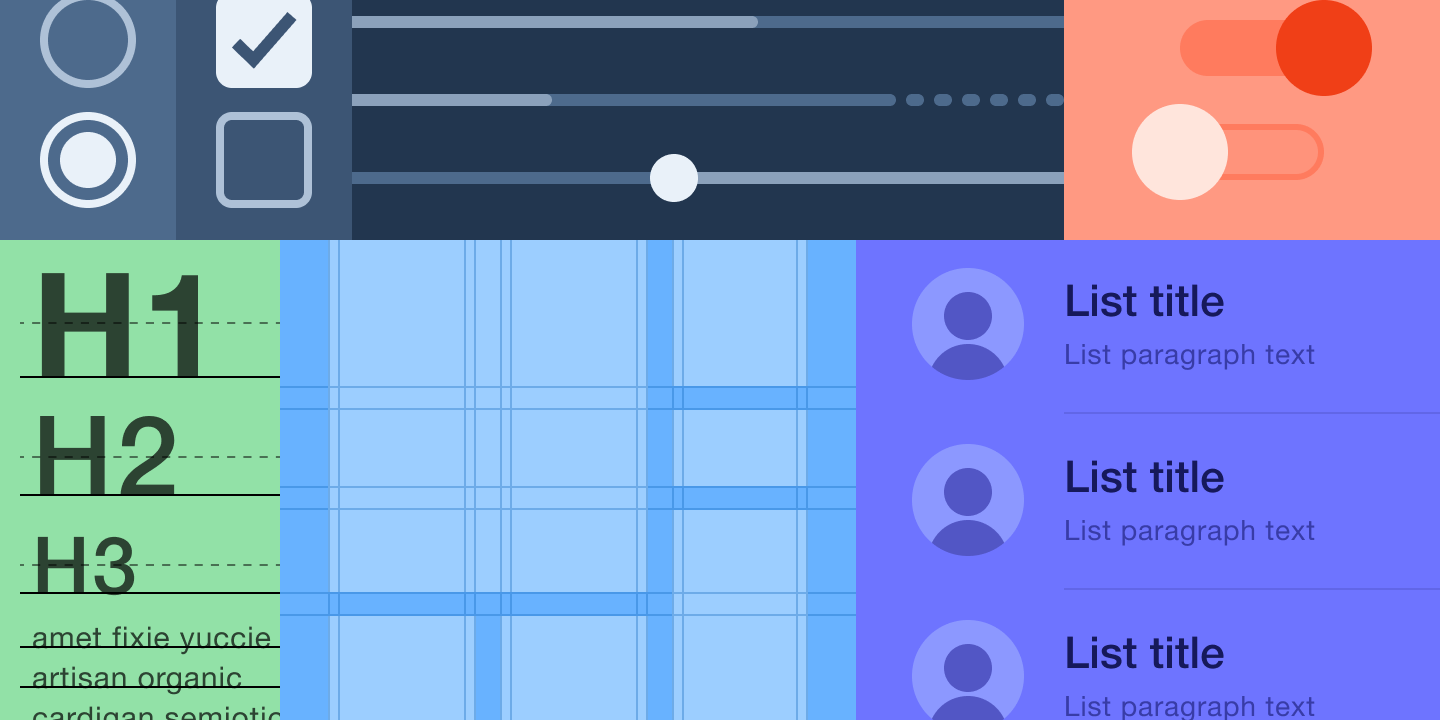 H1
H2
H3
amet fixie yuccie
artisan organic
cardigan semiotic
List title
List paragraph text
List title
List paragraph text
List title
List paragraph text